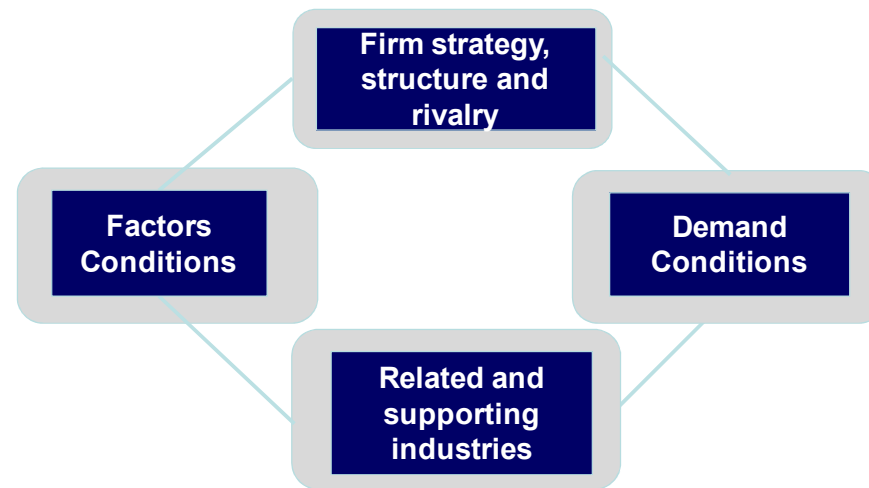 Firm strategy,
structure and
rivalry
Factors
Conditions
Demand
Conditions
Related and
supporting
industries